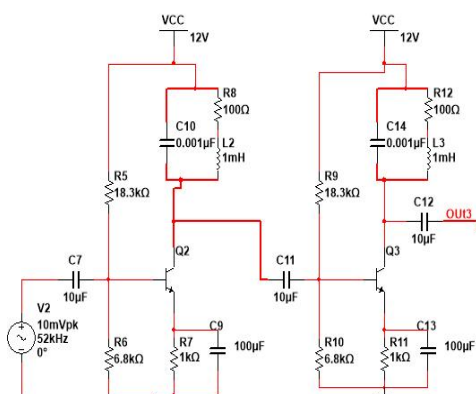 VCC
12V
VCC
12V
R8
100Ω
C10
0.001µF
L2
1mH
R5
18.3kΩ
R12
100Ω
C14
0.001µF
L3
1mH
R9
18.3kΩ
C12
10µF
OUt3
Q2
Q3
C7
10µF
C11
10µF
V2
10mVpk
52kHz
0°
R6
6.8kΩ
R7
1kΩ
C9
100µF
R10
6.8kΩ
R11
1kΩ
C13
100µF